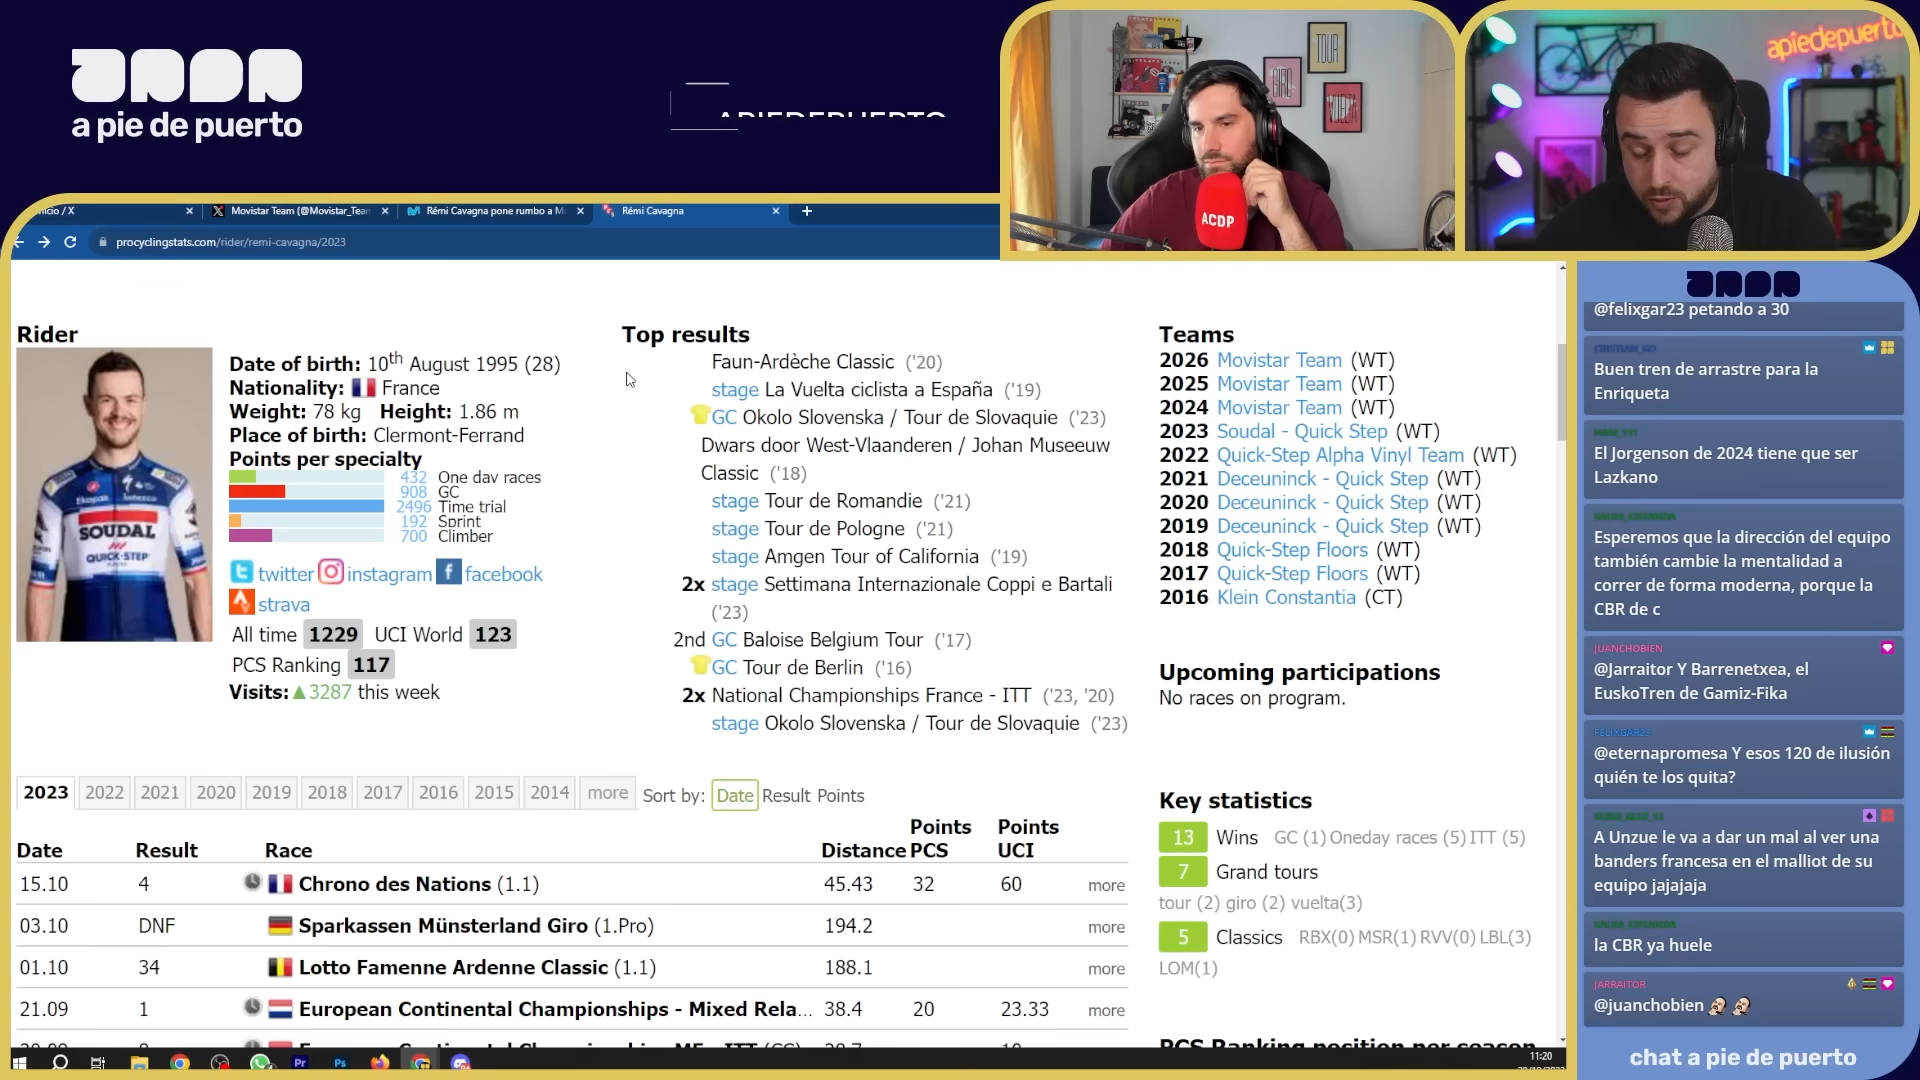 a pie de puerto
APIEDEPUERTO
TOUR
GIRO
VUELTA
ACDP
apiedepuerto
Inicio / X
Movistar Team (@Movistar_Tean
Rémi Cavagna pone rumbo a M
Rémi Cavagna
procyclingstats.com/rider/remi-cavagna/2023
Rider
Date of birth: 10th August 1995 (28)
Nationality: France
Weight: 78 kg Height: 1.86 m
Place of birth: Clermont-Ferrand
Points per specialty
432 One day races
908 GC
2496 Time trial
192 Sprint
700 Climber
twitter instagram facebook
strava
All time 1229 UCI World 123
PCS Ranking 117
Visits: ▲3287 this week
SOUDAL
QUICK-STEP
Top results
Faun-Ardèche Classic ('20)
stage La Vuelta ciclista a España ('19)
GC Okolo Slovenska / Tour de Slovaquie ('23)
Dwars door West-Vlaanderen / Johan Museeuw
Classic ('18)
stage Tour de Romandie ('21)
stage Tour de Pologne ('21)
stage Amgen Tour of California ('19)
2x stage Settimana Internazionale Coppi e Bartali
('23)
2nd GC Baloise Belgium Tour ('17)
GC Tour de Berlin ('16)
2x National Championships France - ITT ('23, '20)
stage Okolo Slovenska / Tour de Slovaquie ('23)
Teams
2026 Movistar Team (WT)
2025 Movistar Team (WT)
2024 Movistar Team (WT)
2023 Soudal - Quick Step (WT)
2022 Quick-Step Alpha Vinyl Team (WT)
2021 Deceuninck - Quick Step (WT)
2020 Deceuninck - Quick Step (WT)
2019 Deceuninck - Quick Step (WT)
2018 Quick-Step Floors (WT)
2017 Quick-Step Floors (WT)
2016 Klein Constantia (CT)
Upcoming participations
No races on program.
Key statistics
13 Wins GC (1) Oneday races (5) ITT (5)
7 Grand tours
tour (2) giro (2) vuelta(3)
5 Classics RBX(0) MSR(1) RVV(0) LBL(3)
LOM(1)
PCS Ranking position per season
2023 2022 2021 2020 2019 2018 2017 2016 2015 2014 more Sort by: Date Result Points
Date Result Race Distance Points PCS Points UCI
15.10 4 Chrono des Nations (1.1) 45.43 32 60 more
03.10 DNF Sparkassen Münsterland Giro (1.Pro) 194.2 more
01.10 34 Lotto Famenne Ardenne Classic (1.1) 188.1 more
21.09 1 European Continental Championships - Mixed Rela... 38.4 20 23.33 more
11:20
@felixgar23 petando a 30
Buen tren de arrastre para la
Enriqueta
El Jorgenson de 2024 tiene que ser
Lazkano
Esperemos que la dirección del equipo
también cambie la mentalidad a
correr de forma moderna, porque la
CBR de c
JUANCHOBIEN
@Jarraitor Y Barrenetxea, el
EuskoTren de Gamiz-Fika
FELIXGAR23
@eternapromesa Y esos 120 de ilusión
quién te los quita?
A Unzue le va a dar un mal al ver una
banders francesa en el malliot de su
equipo jajajaja
la CBR ya huele
JARRAITOR
@juanchobien
chat a pie de puerto